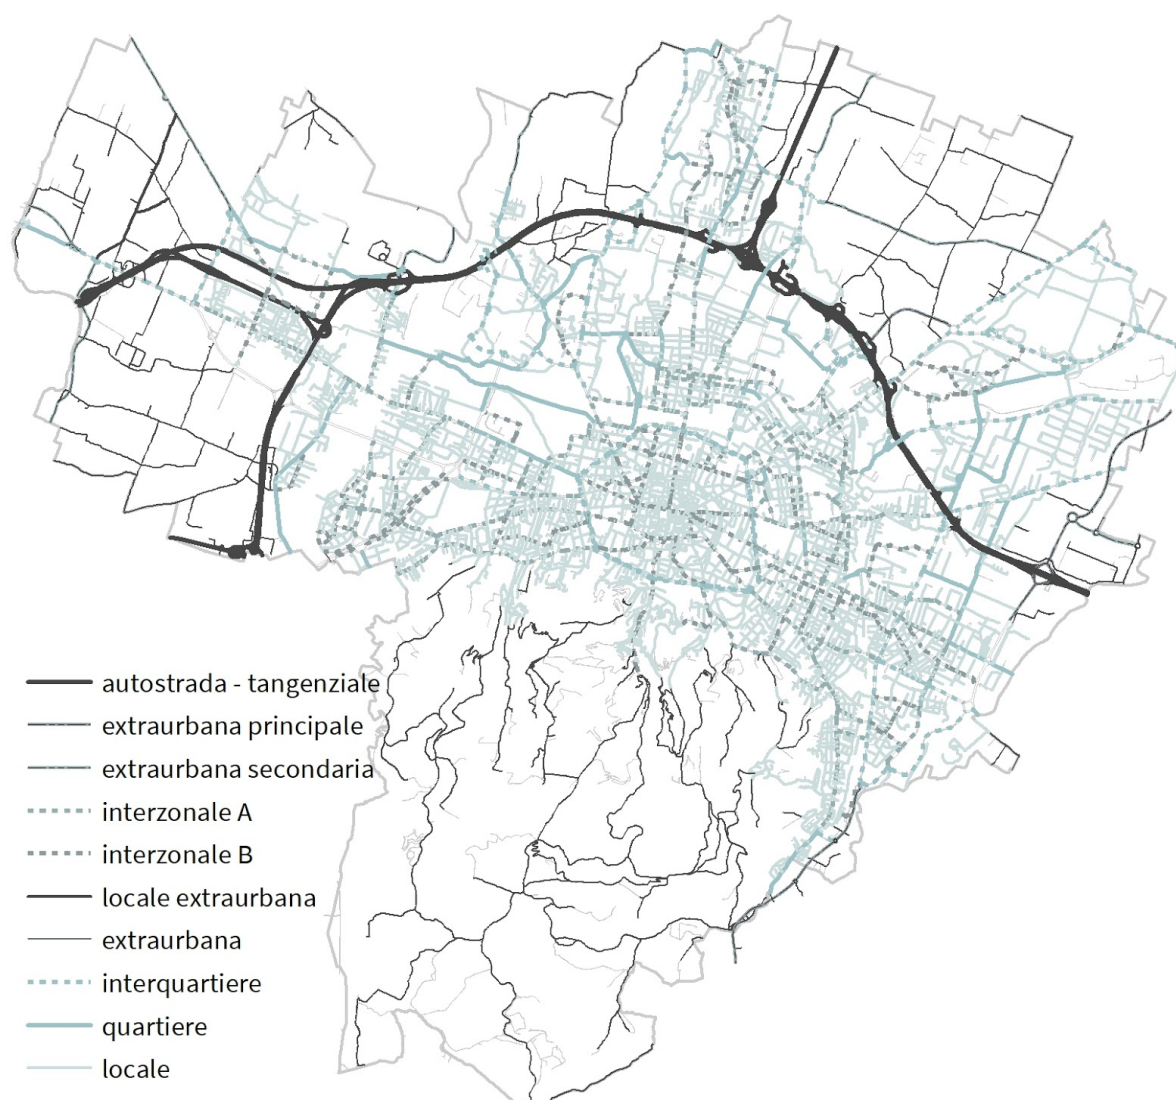 autostrada - tangenziale
extraurbana principale
extraurbana secondaria
interzonale A
interzonale B
locale extraurbana
extraurbana
interquartiere
quartiere
locale